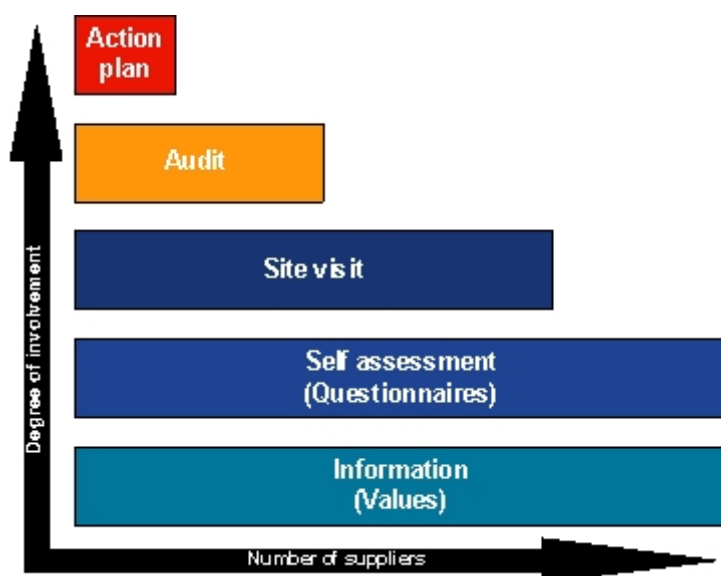 Action
plan
Audit
Site visit
Self assessment
(Questionnaires)
Information
(Values)
Degree of involvement
Number of suppliers